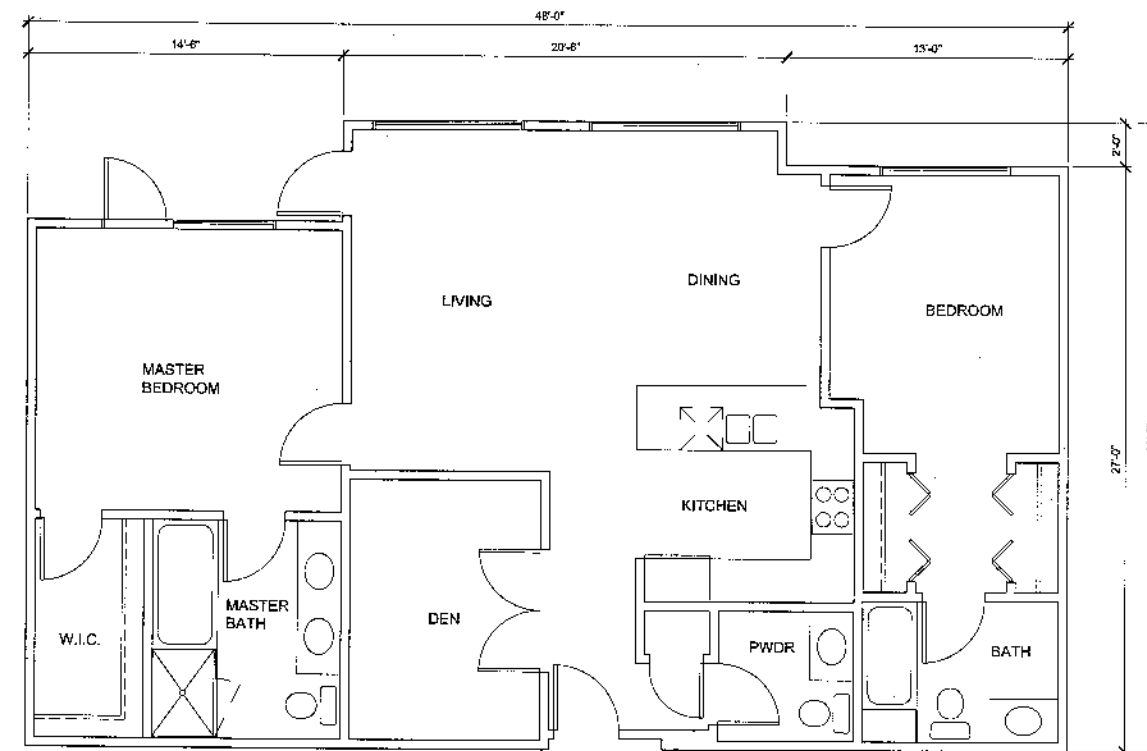 48'-0"
14'-6"
20'-6"
13'-0"
2'-0"
DINING
LIVING
BEDROOM
MASTER
BEDROOM
27'-0"
KITCHEN
MASTER
BATH
DEN
W.I.C.
PWDR
BATH